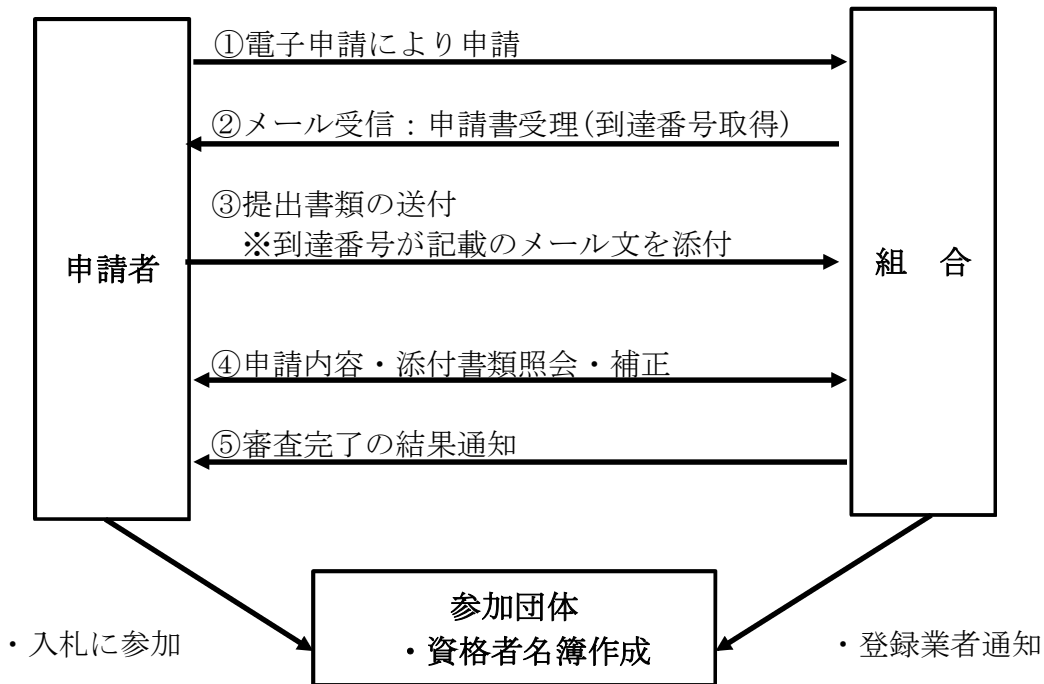 ①電子申請により申請
②メール受信：申請書受理(到達番号取得)
③提出書類の送付
※到達番号が記載のメール文を添付
申請者
組　合
④申請内容・添付書類照会・補正
⑤審査完了の結果通知
参加団体
・資格者名簿作成
・入札に参加
・登録業者通知